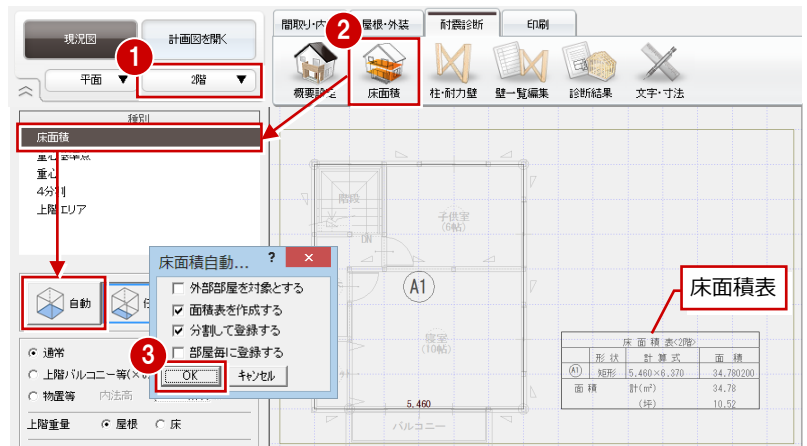 現況図
計画図を開く
1
平面 ▼
2階 ▼
間取り・内
屋根・外装
耐震診断
印刷
2
床面積
柱・耐力壁
壁一覧編集
診断結果
文字・寸法
種別
床面積
重心基準点
重心
4分割
上階エリア
自動
床面積自動... ? ×
外部部屋を対象とする
面積表を作成する
分割して登録する
部屋毎に登録する
3
OK
キャンセル
通常
上階バルコニー等(×
物置等
内法高
上階重量
屋根
床
階段
DN
子供室
(6帖)
A1
寝室
(10帖)
5.460
バルコニー
床面積表
床 面 積 表<2階>
形 状 計 算 式 面 積
A1 矩形 5.460×6.370 34.780200
面 積 計(m²) 34.78
(坪) 10.52